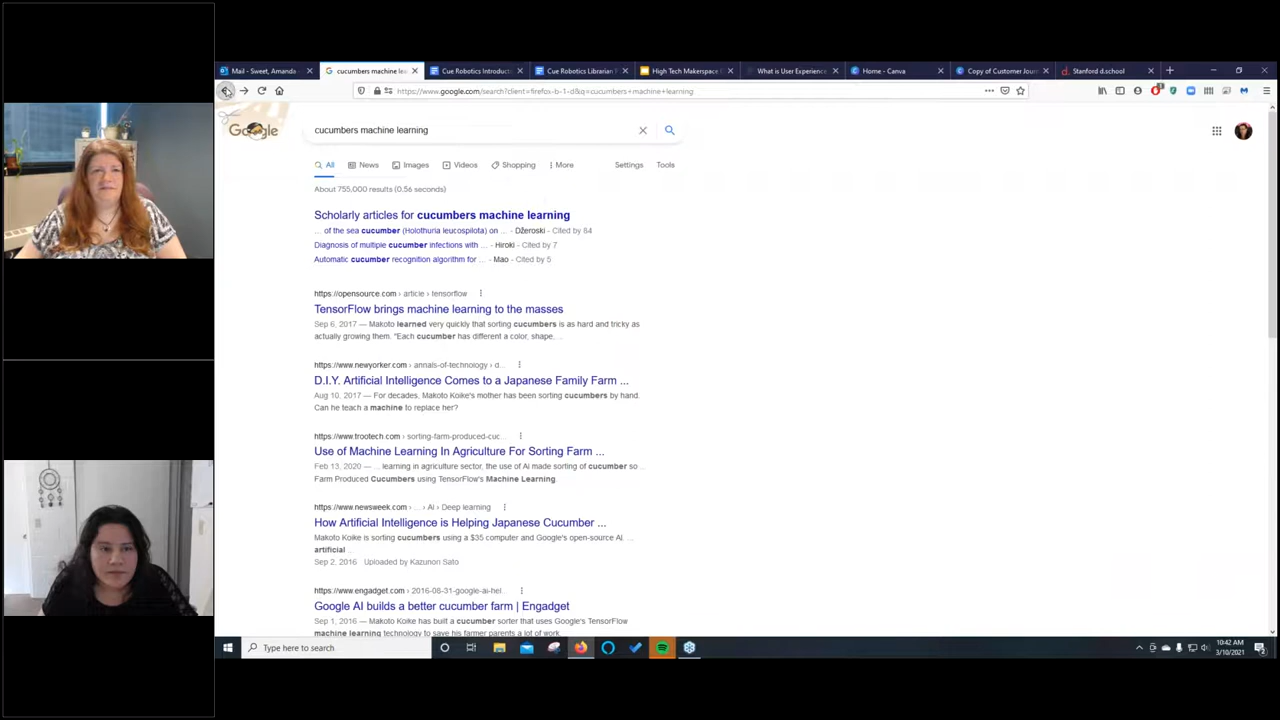 Mail - Sweet, Amanda
cucumbers machine lea
Cue Robotics Introduct
Cue Robotics Librarian F
High Tech Makerspace
What is User Experience
Home - Canva
Copy of Customer Jour
Stanford d.school
https://www.google.com/search?client=firefox-b-1-d&q=cucumbers+machine+learning
Google
cucumbers machine learning
All
News
Images
Videos
Shopping
More
Settings
Tools
About 755,000 results (0.56 seconds)
Scholarly articles for cucumbers machine learning
... of the sea cucumber (Holothuria leucospilota) on ... - Džeroski - Cited by 84
Diagnosis of multiple cucumber infections with ... - Hiroki - Cited by 7
Automatic cucumber recognition algorithm for ... - Mao - Cited by 5
https://opensource.com › article › tensorflow
TensorFlow brings machine learning to the masses
Sep 6, 2017 — Makoto learned very quickly that sorting cucumbers is as hard and tricky as
actually growing them. "Each cucumber has different a color, shape, ...
https://www.newyorker.com › annals-of-technology › d...
D.I.Y. Artificial Intelligence Comes to a Japanese Family Farm ...
Aug 10, 2017 — For decades, Makoto Koike's mother has been sorting cucumbers by hand.
Can he teach a machine to replace her?
https://www.trootech.com › sorting-farm-produced-cuc...
Use of Machine Learning In Agriculture For Sorting Farm ...
Feb 13, 2020 — ... learning in agriculture sector, the use of Ai made sorting of cucumber so ...
Farm Produced Cucumbers using TensorFlow's Machine Learning
https://www.newsweek.com › ... › AI › Deep learning
How Artificial Intelligence is Helping Japanese Cucumber ...
Makoto Koike is sorting cucumbers using a $35 computer and Google's open-source AI. ...
artificial ...
Sep 2, 2016 Uploaded by Kazunori Sato
https://www.engadget.com › 2016-08-31-google-ai-hel...
Google AI builds a better cucumber farm | Engadget
Sep 1, 2016 — Makoto Koike has built a cucumber sorter that uses Google's TensorFlow
machine learning technology to save his farmer parents a lot of work.
Type here to search
10:42 AM
3/10/2021